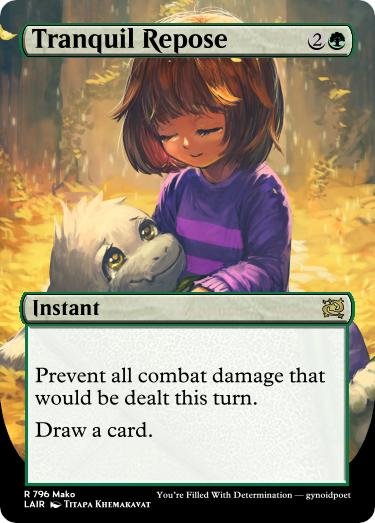 Tranquil Repose 2
Instant
Prevent all combat damage that
would be dealt this turn.
Draw a card.
R 796 Mako
LAIR Titapa Khemakavat
You're Filled With Determination — gynoidpoet